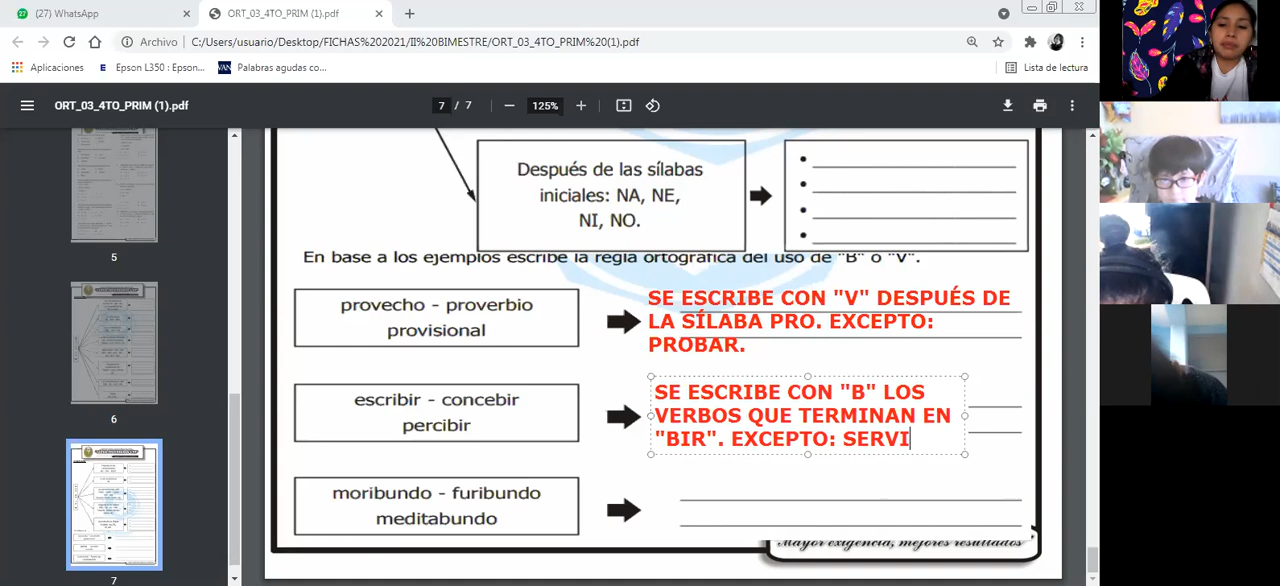 (27) WhatsApp
ORT_03_4TO_PRIM (1).pdf
Archivo
C:/Users/usuario/Desktop/FICHAS%202021/II%20BIMESTRE/ORT_03_4TO_PRIM%20(1).pdf
Aplicaciones
Epson L350 : Epson...
Palabras agudas co...
Lista de lectura
ORT_03_4TO_PRIM (1).pdf
7 / 7
125%
5
6
7
Después de las sílabas
iniciales: NA, NE,
NI, NO.
En base a los ejemplos escribe la regla ortográfica del uso de "B" o "V".
provecho - proverbio
provisional
SE ESCRIBE CON "V" DESPUÉS DE
LA SÍLABA PRO. EXCEPTO:
PROBAR.
escribir - concebir
percibir
SE ESCRIBE CON "B" LOS
VERBOS QUE TERMINAN EN
"BIR". EXCEPTO: SERVI
moribundo - furibundo
meditabundo
Mayor exigencia, mejores resultados